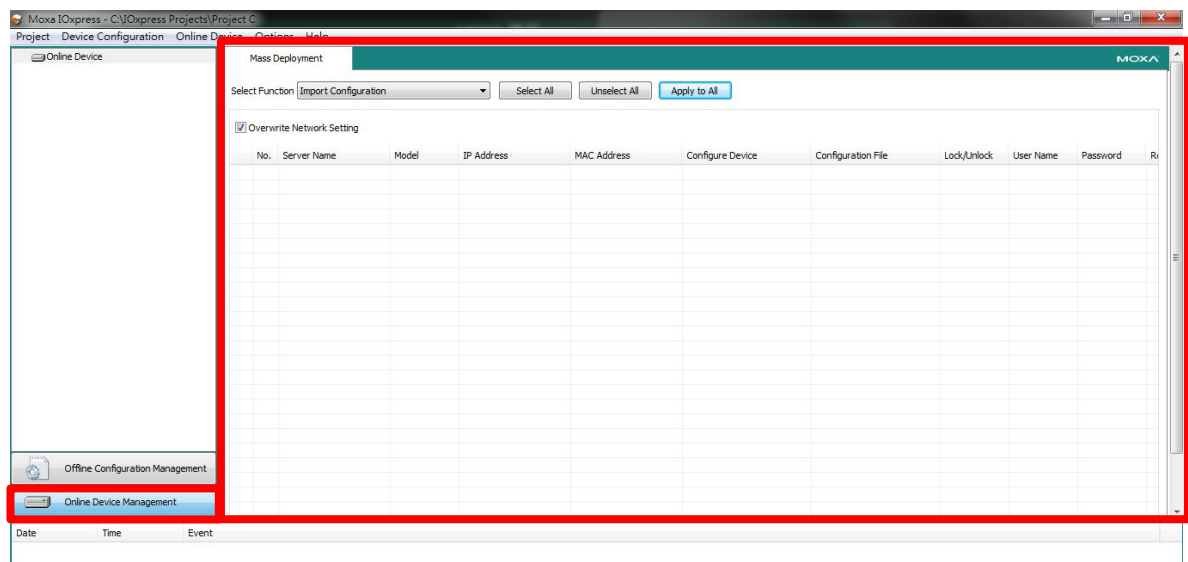 Moxa IOxpress - C:\IOxpress Projects\Project C
Project Device Configuration Online Device Options Help
Online Device
Mass Deployment
MOXA
Select Function Import Configuration Select All Unselect All Apply to All
Overwrite Network Setting
No. Server Name Model IP Address MAC Address Configure Device Configuration File Lock/Unlock User Name Password
Offline Configuration Management
Online Device Management
Date Time Event